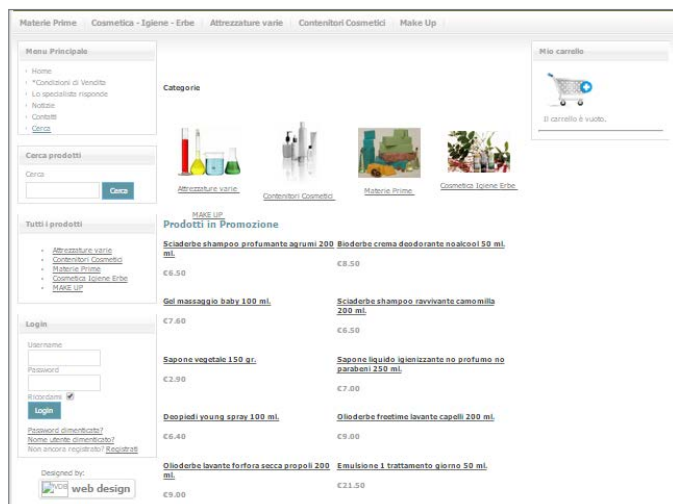 Materie Prime Cosmetica - Igiene - Erbe Attrezzature varie Contenitori Cosmetici Make Up
Menu Principale
Home
*Condizioni di Vendita
Lo specialista risponde
Notizie
Contatti
Cerca
Cerca prodotti
Cerca
Cerca
Tutti i prodotti
Attrezzature varie
Contenitori Cosmetici
Materie Prime
Cosmetica Igiene Erbe
MAKE UP
Login
Username
Password
Ricordami
Login
Password dimenticata?
Nome utente dimenticato?
Non ancora registrato? Registrati
Designed by:
web design
Categorie
Attrezzature varie
Contenitori Cosmetici
Materie Prime
Cosmetica Igiene Erbe
MAKE UP
Prodotti in Promozione
Sciaderbe shampoo profumante agrumi 200
ml.
€6.50
Bioderbe crema deodorante noalcool 50 ml.
€8.50
Gel massaggio baby 100 ml.
€7.60
Sciaderbe shampoo ravvivante camomilla
200 ml.
€6.50
Sapone vegetale 150 gr.
€2.90
Sapone liquido igienizzante no profumo no
parabeni 250 ml.
€7.00
Deopiedi young spray 100 ml.
€6.40
Olioderbe freetime lavante capelli 200 ml.
€9.00
Olioderbe lavante forfora secca propoli 200
ml.
€9.00
Emulsione 1 trattamento giorno 50 ml.
€21.50
Mio carrello
Il carrello è vuoto.